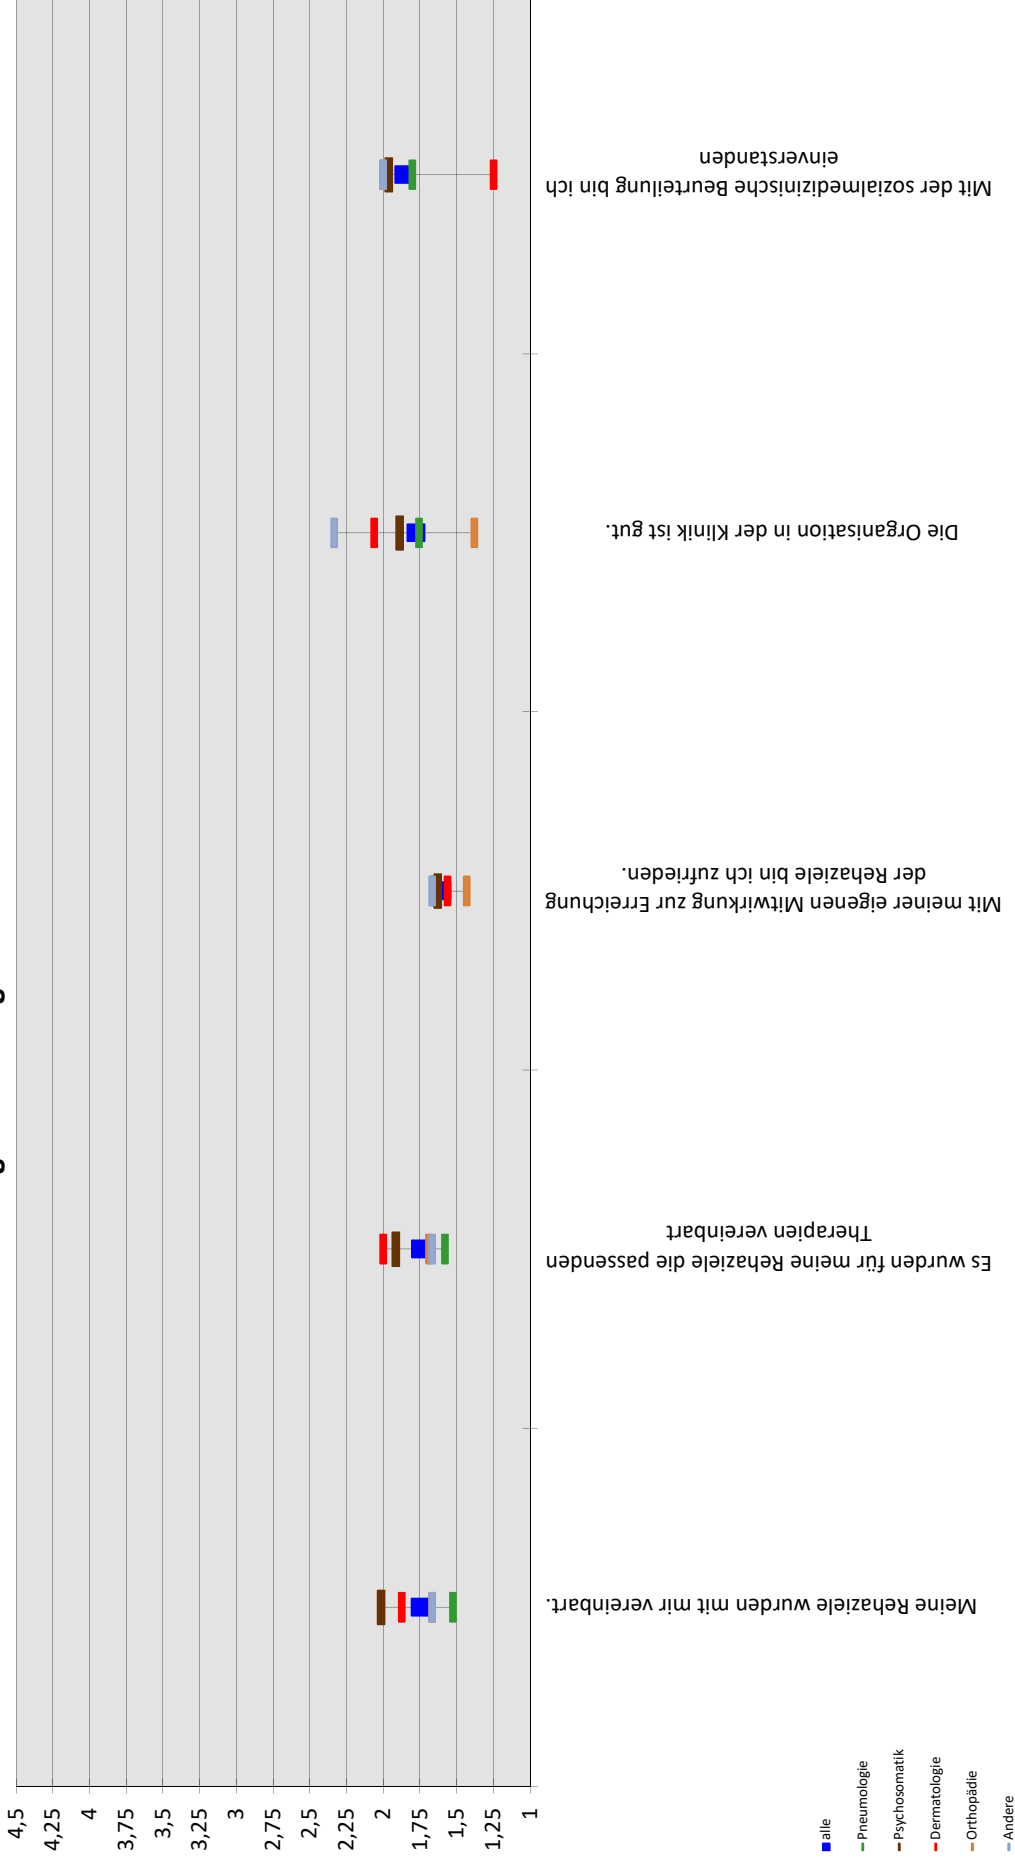 4,5
4,25
4
3,75
3,5
3,25
3
2,75
2,5
2,25
2
1,75
1,5
1,25
1
Meine Rehaziele wurden mit mir vereinbart.
Es wurden für meine Rehaziele die passenden
Therapien vereinbart
Mit meiner eigenen Mitwirkung zur Erreichung
der Rehaziele bin ich zufrieden.
Die Organisation in der Klinik ist gut.
Mit der sozialmedizinische Beurteilung bin ich
einverstanden
alle
Pneumologie
Psychosomatik
Dermatologie
Orthopädie
Andere